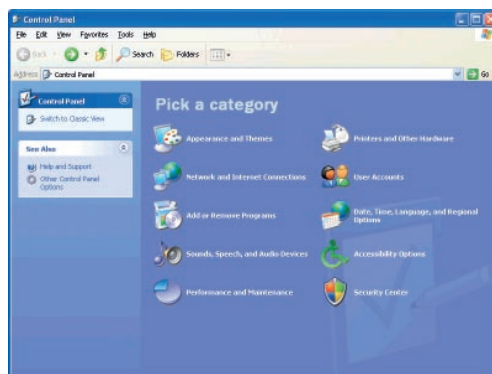 Control Panel
File Edit View Favorites Tools Help
Back Search Folders
Address Control Panel Go
Control Panel
Switch to Classic View
See Also
Help and Support
Other Control Panel
Options
Pick a category
Appearance and Themes
Printers and Other Hardware
Network and Internet Connections
User Accounts
Add or Remove Programs
Date, Time, Language, and Regional
Options
Sounds, Speech, and Audio Devices
Accessibility Options
Performance and Maintenance
Security Center